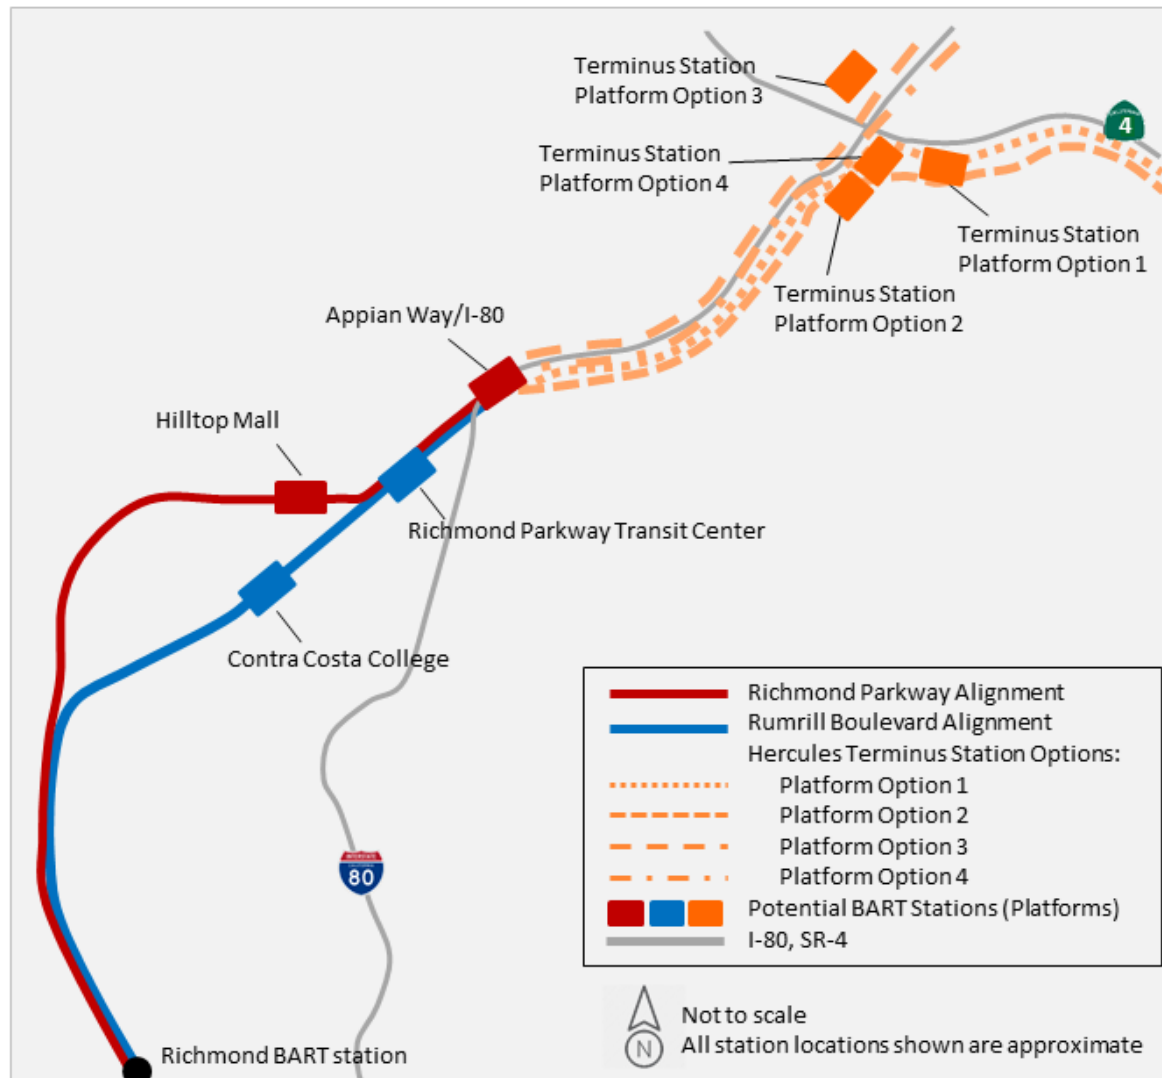 Terminus Station
Platform Option 3
4
Terminus Station
Platform Option 4
Terminus Station
Platform Option 1
Terminus Station
Platform Option 2
Appian Way/I-80
Hilltop Mall
Richmond Parkway Transit Center
Contra Costa College
Richmond Parkway Alignment
Rumrill Boulevard Alignment
Hercules Terminus Station Options:
Platform Option 1
Platform Option 2
Platform Option 3
Platform Option 4
Potential BART Stations (Platforms)
I-80, SR-4
INTERSTATE
CALIFORNIA
80
N
Not to scale
All station locations shown are approximate
Richmond BART station